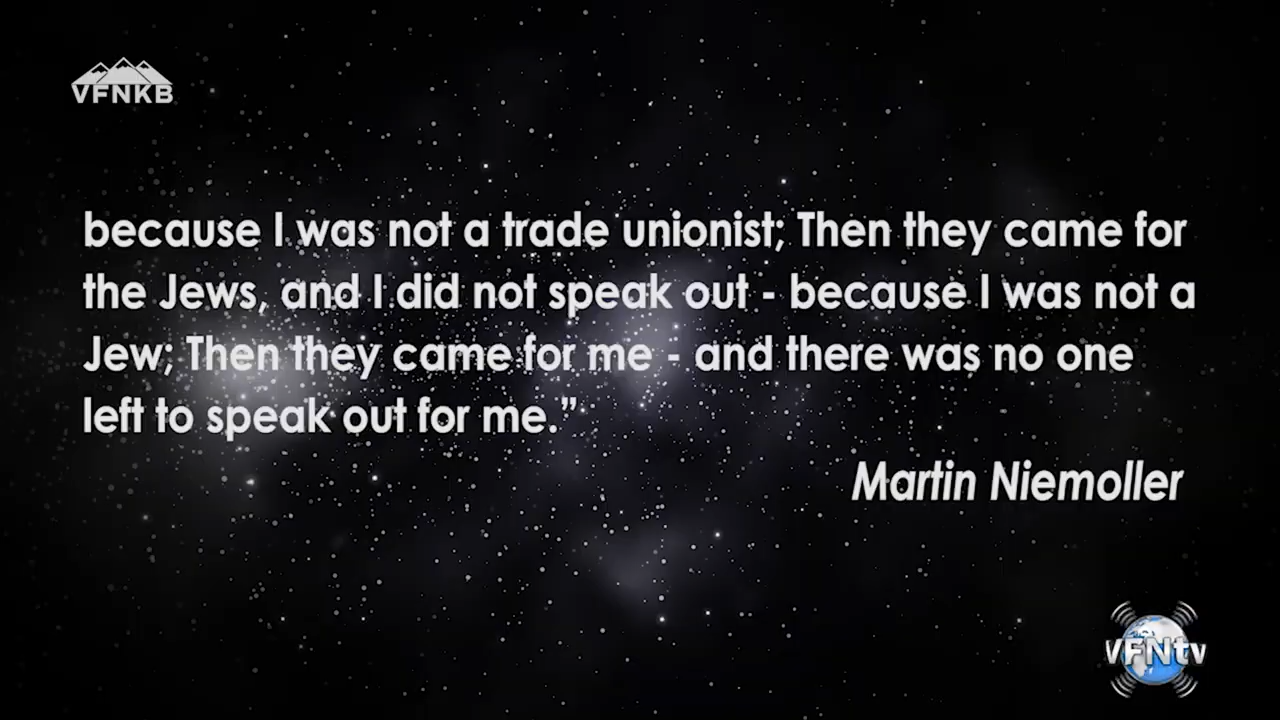 VFNKB
because I was not a trade unionist; Then they came for
the Jews, and I did not speak out - because I was not a
Jew; Then they came for me - and there was no one
left to speak out for me.”
Martin Niemoller
VFNtv